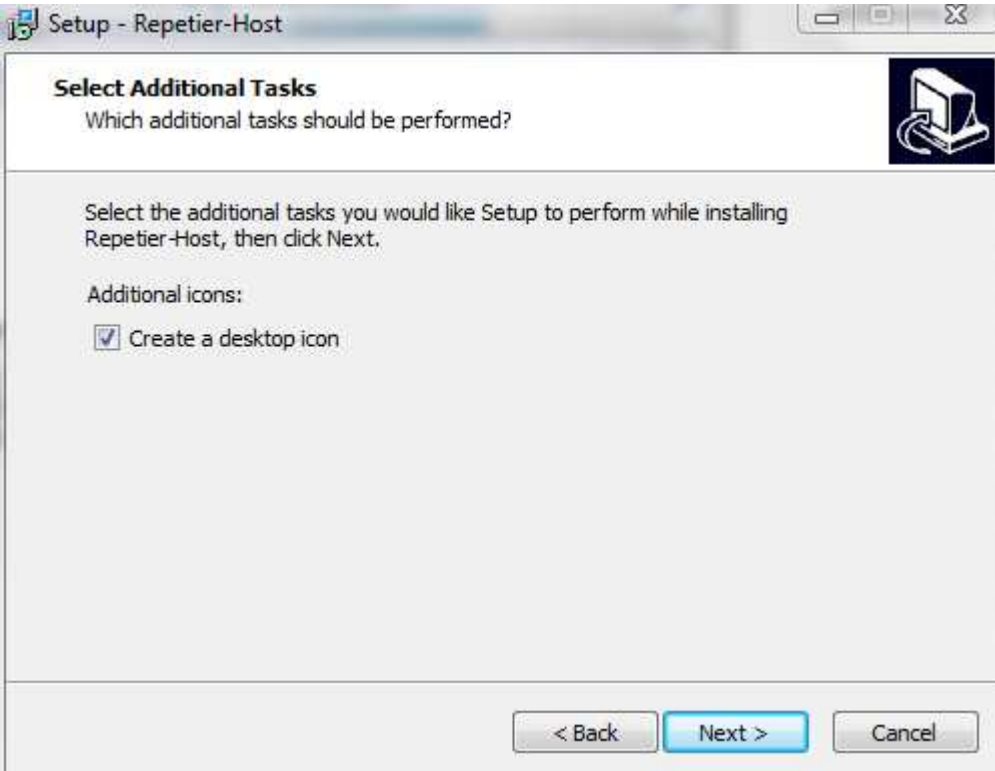 Setup - Repetier-Host
Select Additional Tasks
Which additional tasks should be performed?
Select the additional tasks you would like Setup to perform while installing
Repetier-Host, then click Next.
Additional icons:
Create a desktop icon
< Back
Next >
Cancel